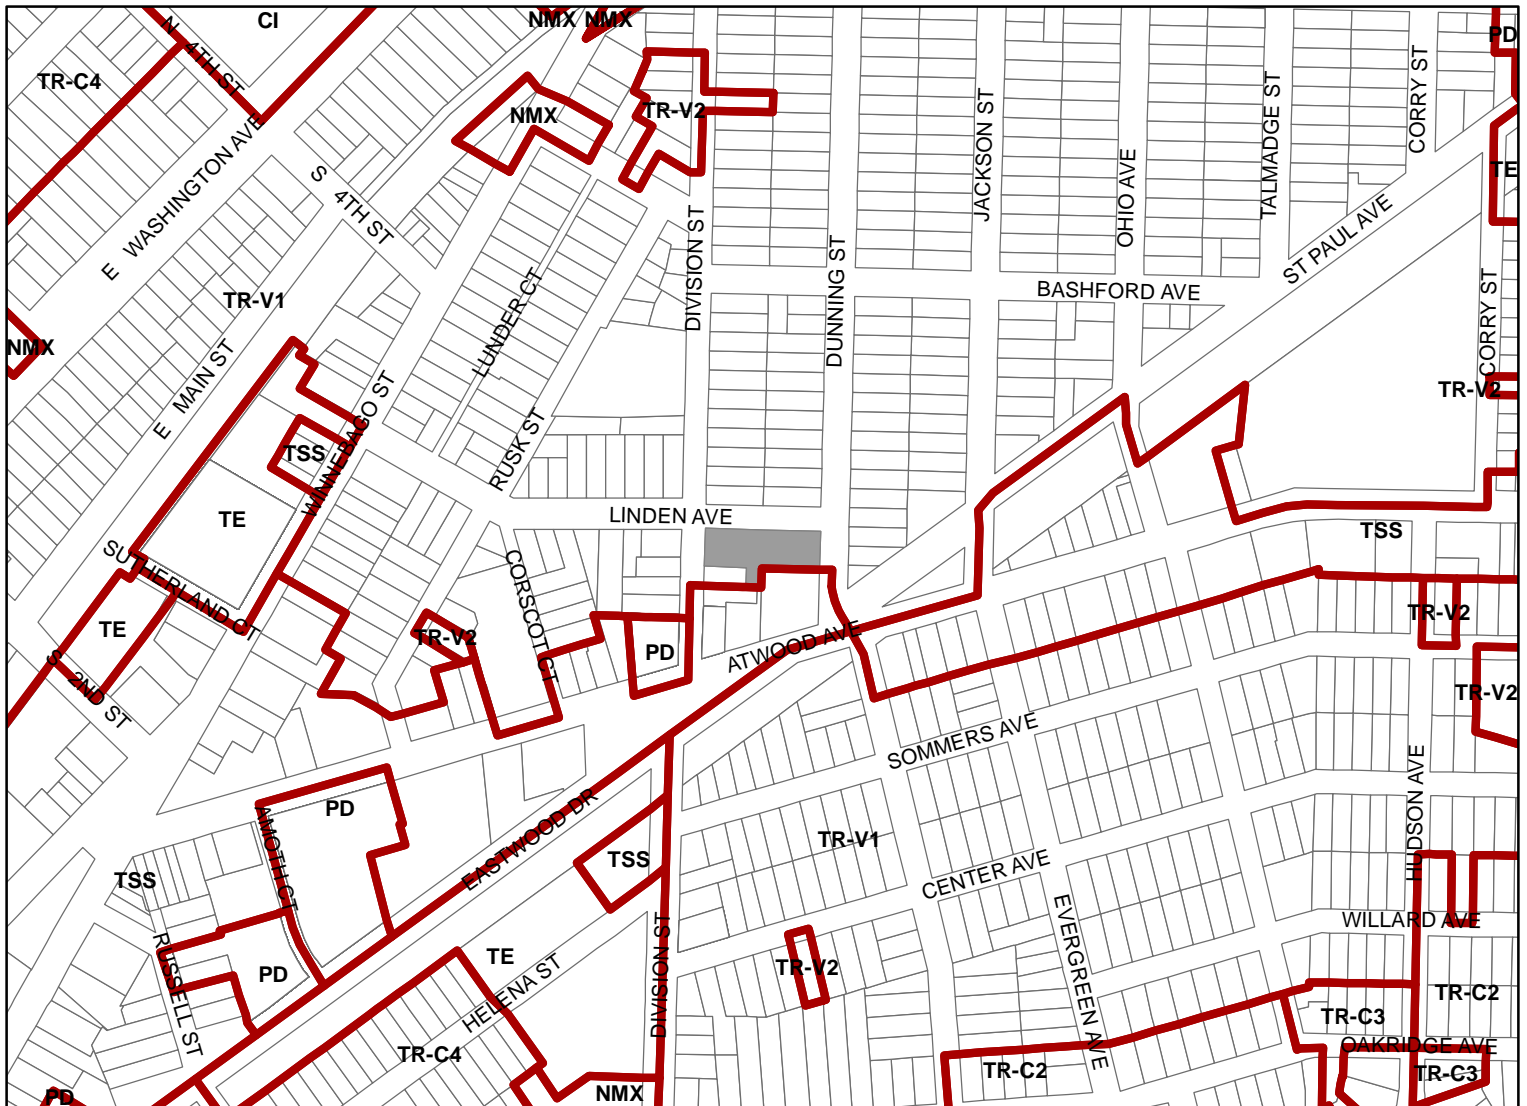 CI
NMX
NMX
PD
N 4TH ST
TR-C4
CORRY ST
NMX
TR-V2
E WASHINGTON AVE
JACKSON ST
OHIO AVE
TALMADGE ST
TE
S 4TH ST
DIVISION ST
DUNNING ST
ST PAUL AVE
TR-V1
LUNDER CT
BASHFORD AVE
CORRY ST
NMX
E MAIN ST
WINNEBAGO ST
TR-V2
RUSK ST
TSS
TE
LINDEN AVE
TSS
SUTHERLAND CT
CORSCOT CT
TE
TR-V2
TR-V2
PD
ATWOOD AVE
S 2ND ST
TR-V2
SOMMERS AVE
HUDSON AVE
PD
AMOTH CT
EASTWOOD DR
TSS
TR-V1
TSS
CENTER AVE
EVERGREEN AVE
WILLARD AVE
RUSSELL ST
PD
TE
HELENA ST
DIVISION ST
TR-V2
TR-C2
TR-C3
TR-C4
OAKRIDGE AVE
TR-C2
TR-C3
PD
NMX